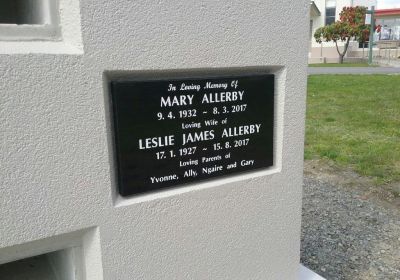 In Loving Memory Of
MARY ALLERBY
9. 4. 1932 ~ 8. 3. 2017
Loving Wife of
LESLIE JAMES ALLERBY
17. 1. 1927 ~ 15. 8. 2017
Loving Parents of
Yvonne, Ally, Ngaire and Gary